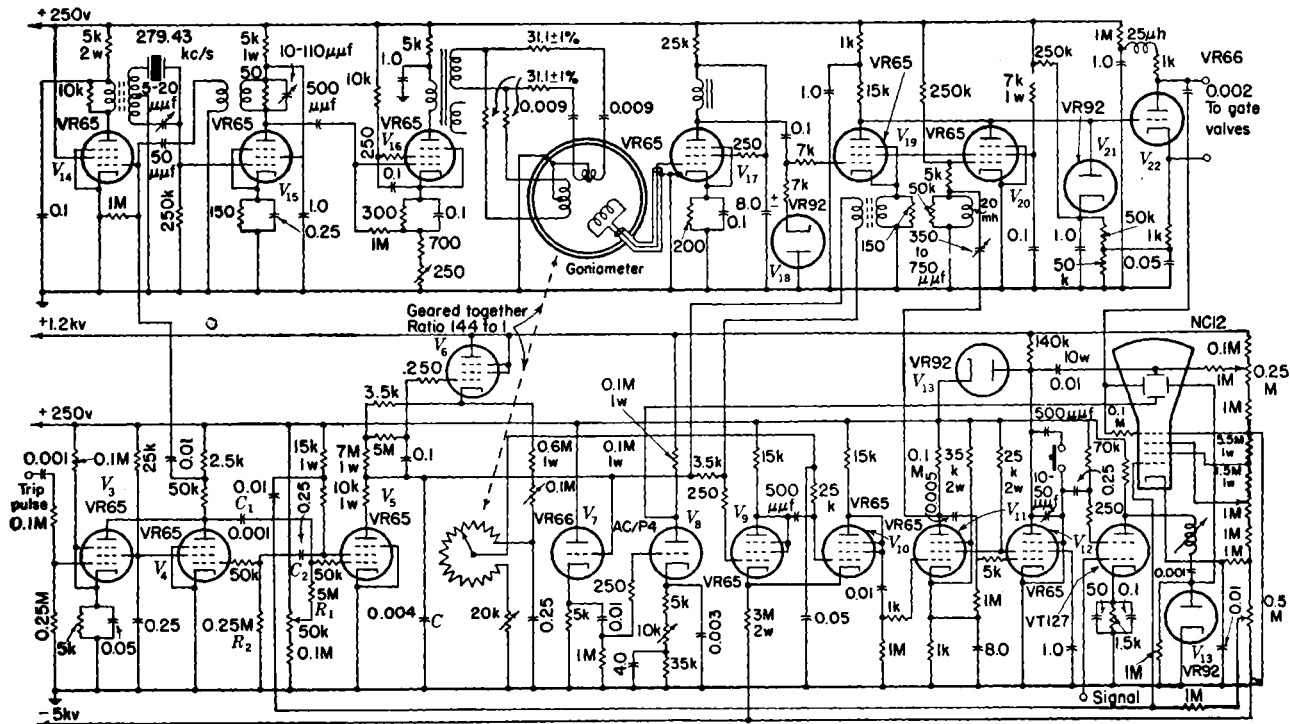 +250v
5k
2w
279.43
kc/s
5k
1w
10-110μμf
50
500
μμf
10k
5-20
μμf
VR65
V14
50
μμf
VR65
V15
1M
250k
150
0.25
1.0
0.1
10k
1.0
5k
250
VR65
V16
0.1
300
1M
0.1
700
250
31.1±1%
31.1±1%
0.009
0.009
Goniometer
VR65
25k
250
V17
8.0
±
0.1
200
0.1
7k
7k
VR92
V18
1k
1.0
15k
VR65
V19
150
250k
VR65
5k
50k
20
mh
V20
350
to
750
μμf
0.1
250k
7k
1w
VR92
V21
1.0
50k
50
k
1M
25μh
1.0
1k
VR66
V22
0.002
To gate
valves
1k
0.05
+1.2kv
Geared together
Ratio 144 to 1
V6
.250
3.5k
0.1M
1w
VR92
V13
140k
10w
0.01
NC12
0.1M
0.25
M
1M
1M
+250v
0.001
Trip
pulse
0.1M
0.1M
V3
VR65
25k
0.01
2.5k
50k
VR65
V4
0.25M
5k
0.05
0.25
C1
0.001
0.01
15k
1w
0.25
C2
50k
50k
0.25M
R2
5M
R1
50k
0.1M
7M
1w
5M
0.1
10k
1w
V5
VR65
0.004
C
0.6M
1w
0.1M
0.1M
1w
20k
0.25
VR66
V7
5k
250
0.01
1M
AC/P4
V8
5k
10k
4.0
35k
0.003
3.5k
250
15k
V9
VR65
500
μμf
3M
2w
25
k
0.05
15k
VR65
V10
0.01
1k
1M
0.1
M
0.005
35
k
2w
VR65
1k
25
k
2w
V11
5k
1M
8.0
500μμf
10-
50
μμf
VR65
1.0
70k
0.25
250
V12
VT127
50
0.1
1.5k
0.1
M
5.5M
1w
1w
1M
1M
1M
0.001
V13
VR92
1M
0.01
0.5
M
1M
Signal
-5kv